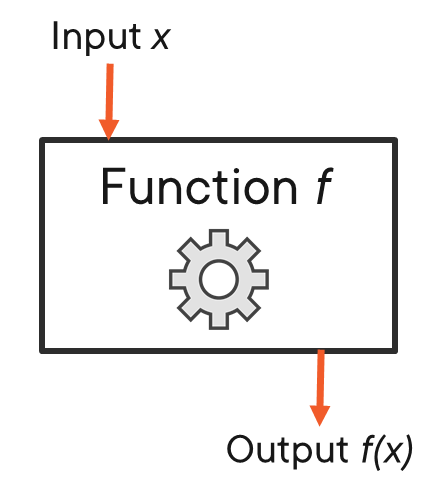 Input x
Function f
Output f(x)